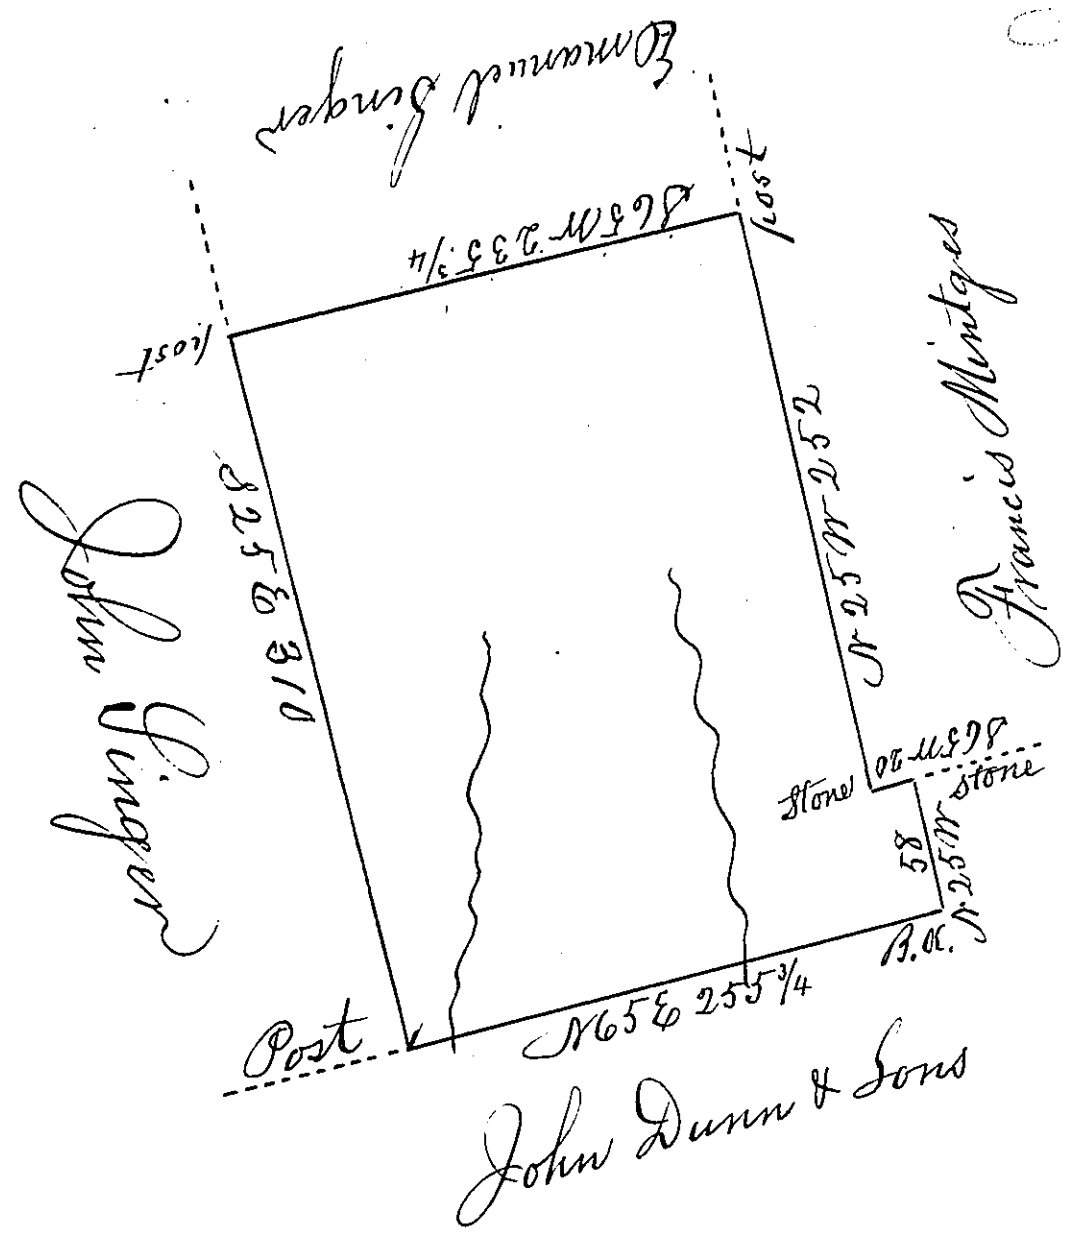 Emanuel Singer
S65W 235 3/4
post
post
John Singer
S25E 310
N25W 252
Francis Mintges
S65W 20
Stone
stone
58
N25W
B.O.
N65E 255 3/4
Post
John Dunn & Sons